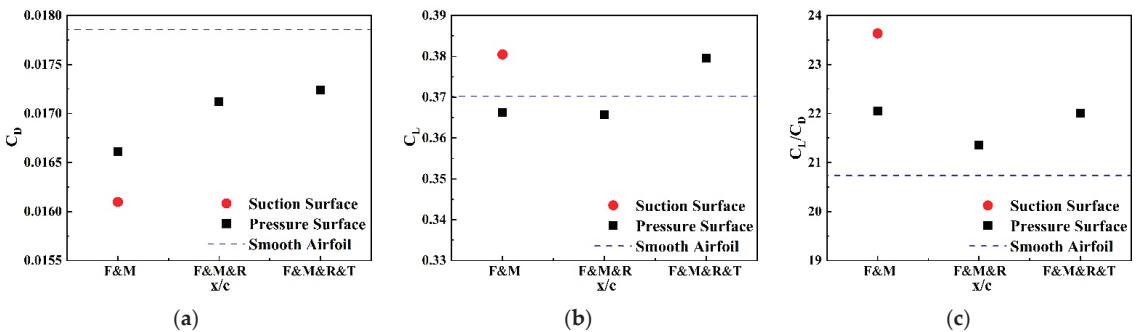 0.0180
0.0175
0.0170
0.0165
0.0160
0.0155
C_D
Suction Surface
Pressure Surface
Smooth Airfoil
F&M F&M&R F&M&R&T
x/c
(a)
0.40
0.39
0.38
0.37
0.36
0.35
0.34
0.33
C_L
Suction Surface
Pressure Surface
Smooth Airfoil
F&M F&M&R F&M&R&T
x/c
(b)
24
23
22
21
20
19
C_L/C_D
Suction Surface
Pressure Surface
Smooth Airfoil
F&M F&M&R F&M&R&T
x/c
(c)